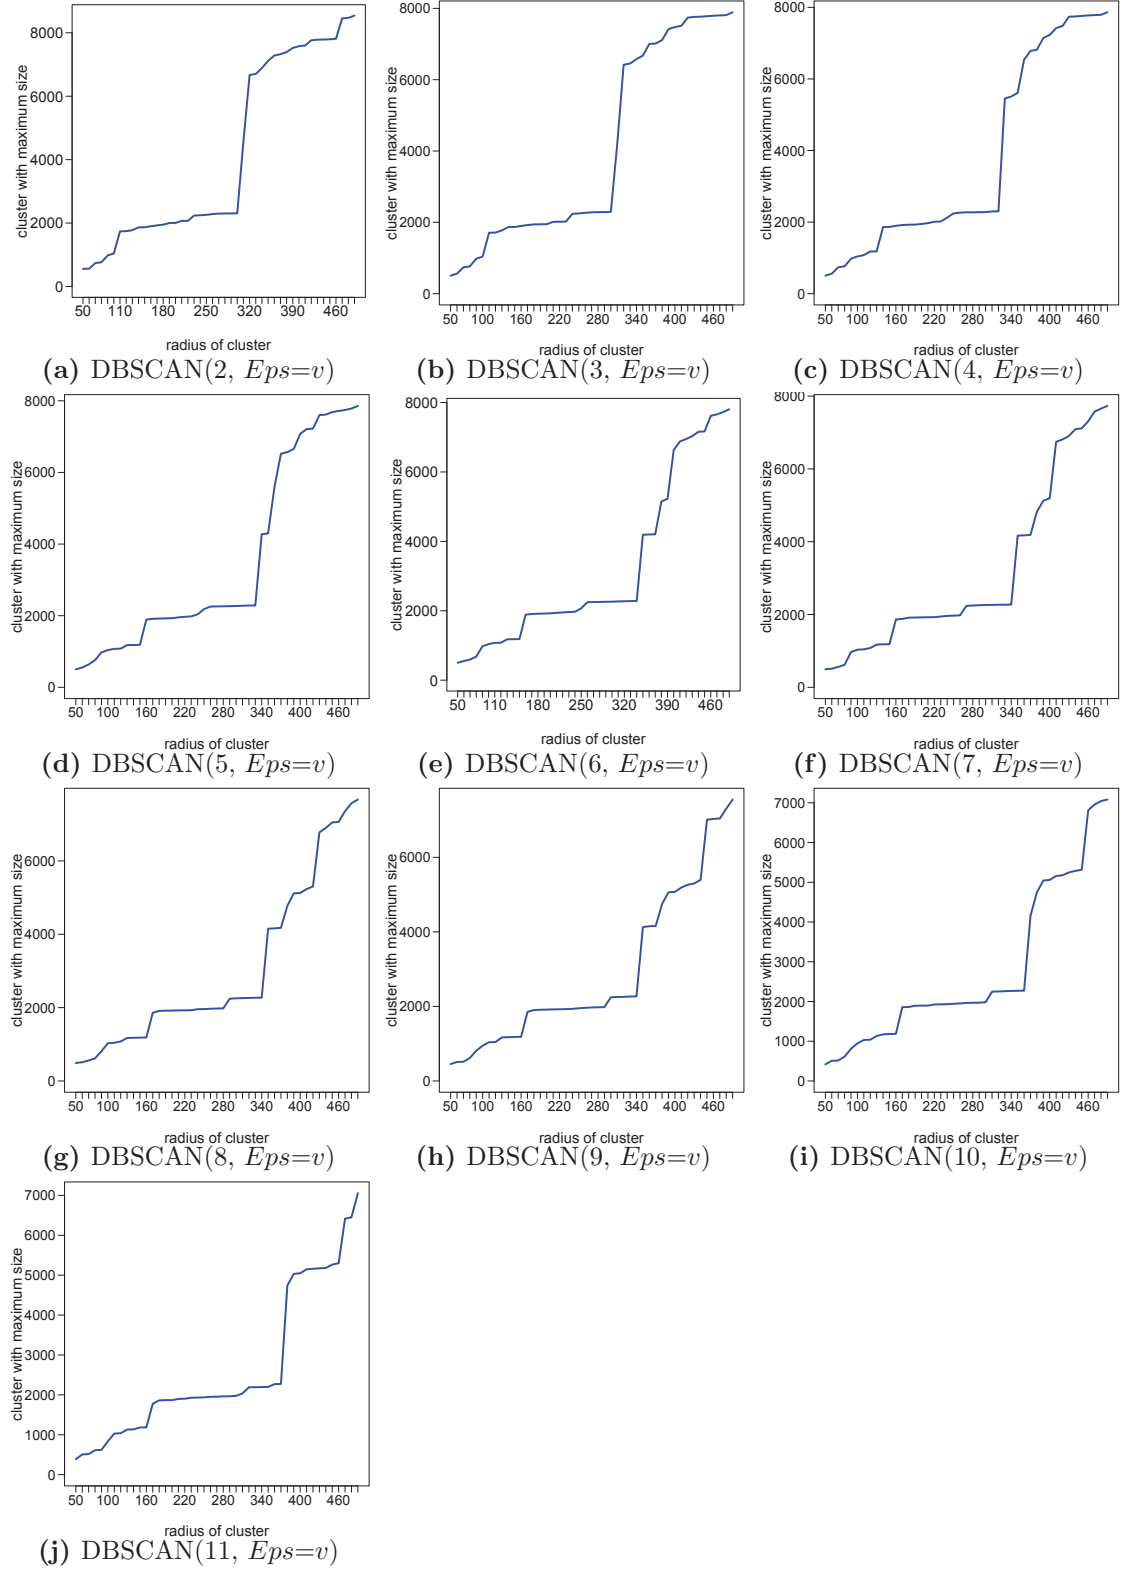 cluster with maximum size
8000
6000
4000
2000
0
50 110 180 250 320 390 460
radius of cluster
(a) DBSCAN(2, Eps=v)
cluster with maximum size
8000
6000
4000
2000
0
50 100 160 220 280 340 400 460
radius of cluster
(b) DBSCAN(3, Eps=v)
cluster with maximum size
8000
6000
4000
2000
0
50 100 160 220 280 340 400 460
radius of cluster
(c) DBSCAN(4, Eps=v)
cluster with maximum size
8000
6000
4000
2000
0
50 100 160 220 280 340 400 460
radius of cluster
(d) DBSCAN(5, Eps=v)
cluster with maximum size
8000
6000
4000
2000
0
50 110 180 250 320 390 460
radius of cluster
(e) DBSCAN(6, Eps=v)
cluster with maximum size
8000
6000
4000
2000
0
50 100 160 220 280 340 400 460
radius of cluster
(f) DBSCAN(7, Eps=v)
cluster with maximum size
6000
4000
2000
0
50 100 160 220 280 340 400 460
radius of cluster
(g) DBSCAN(8, Eps=v)
cluster with maximum size
6000
4000
2000
0
50 100 160 220 280 340 400 460
radius of cluster
(h) DBSCAN(9, Eps=v)
cluster with maximum size
7000
6000
5000
4000
3000
2000
1000
0
50 100 160 220 280 340 400 460
radius of cluster
(i) DBSCAN(10, Eps=v)
cluster with maximum size
7000
6000
5000
4000
3000
2000
1000
0
50 100 160 220 280 340 400 460
radius of cluster
(j) DBSCAN(11, Eps=v)